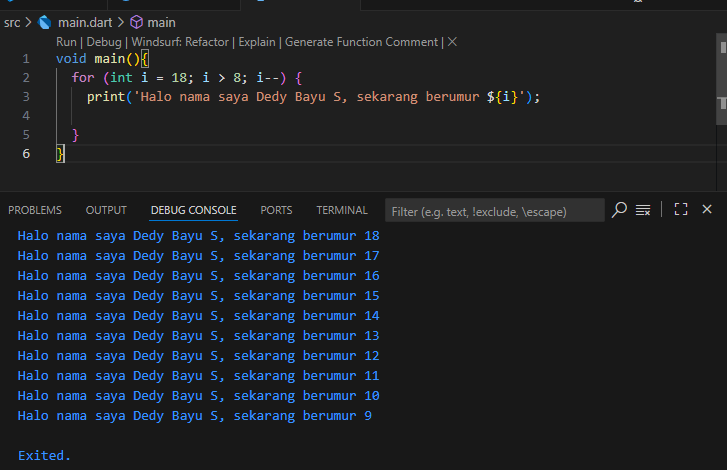 src > main.dart > main
Run | Debug | Windsurf: Refactor | Explain | Generate Function Comment | ×
1 void main(){
2 for (int i = 18; i > 8; i--) {
3 print('Halo nama saya Dedy Bayu S, sekarang berumur ${i}');
4
5 }
6 }
PROBLEMS OUTPUT DEBUG CONSOLE PORTS TERMINAL Filter (e.g. text, !exclude, \escape)
Halo nama saya Dedy Bayu S, sekarang berumur 18
Halo nama saya Dedy Bayu S, sekarang berumur 17
Halo nama saya Dedy Bayu S, sekarang berumur 16
Halo nama saya Dedy Bayu S, sekarang berumur 15
Halo nama saya Dedy Bayu S, sekarang berumur 14
Halo nama saya Dedy Bayu S, sekarang berumur 13
Halo nama saya Dedy Bayu S, sekarang berumur 12
Halo nama saya Dedy Bayu S, sekarang berumur 11
Halo nama saya Dedy Bayu S, sekarang berumur 10
Halo nama saya Dedy Bayu S, sekarang berumur 9
Exited.